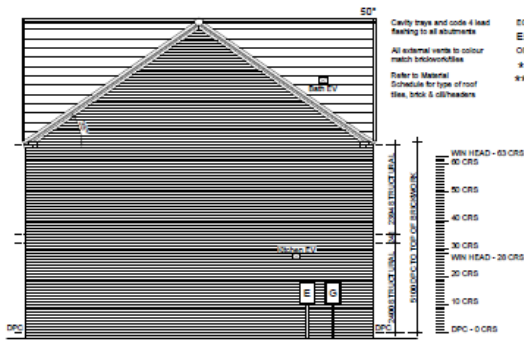 50°
Cavity trays and code 4 lead
flashing to all abutments
All external vents to colour
match brickwork/tiles
Refer to Material
Schedule for type of roof
tiles, brick & cill/headers
*
**
Bath EV
Kitchen EV
E
G
DPC
DPC
2400 STRUCTURAL
STRUCTURAL
5100 DPC TO TOP OF BRICKWORK
WIN HEAD - 63 CRS
60 CRS
50 CRS
40 CRS
30 CRS
WIN HEAD - 28 CRS
20 CRS
10 CRS
DPC - 0 CRS